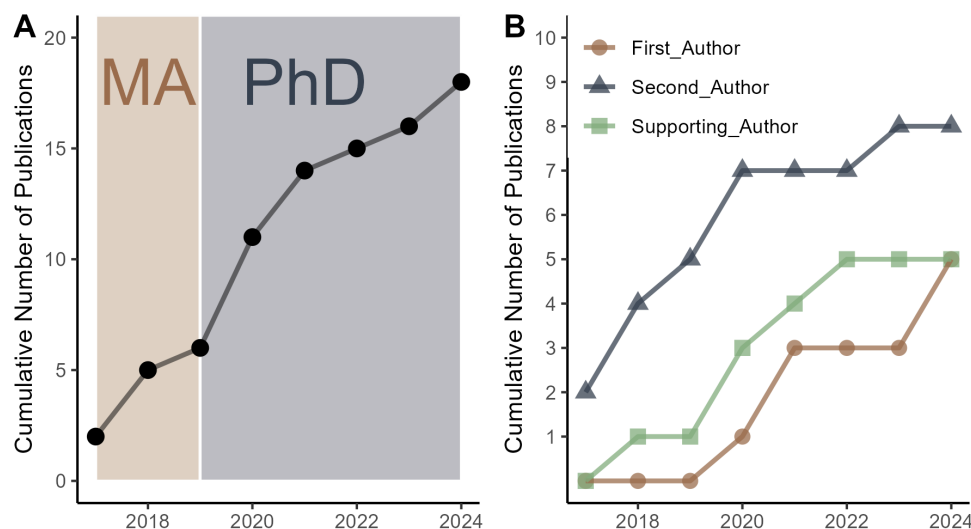 A
Cumulative Number of Publications
20
15
10
5
0
MA
PhD
2018
2020
2022
2024
B
Cumulative Number of Publications
10
9
8
7
6
5
4
3
2
1
First_Author
Second_Author
Supporting_Author
2018
2020
2022
2024